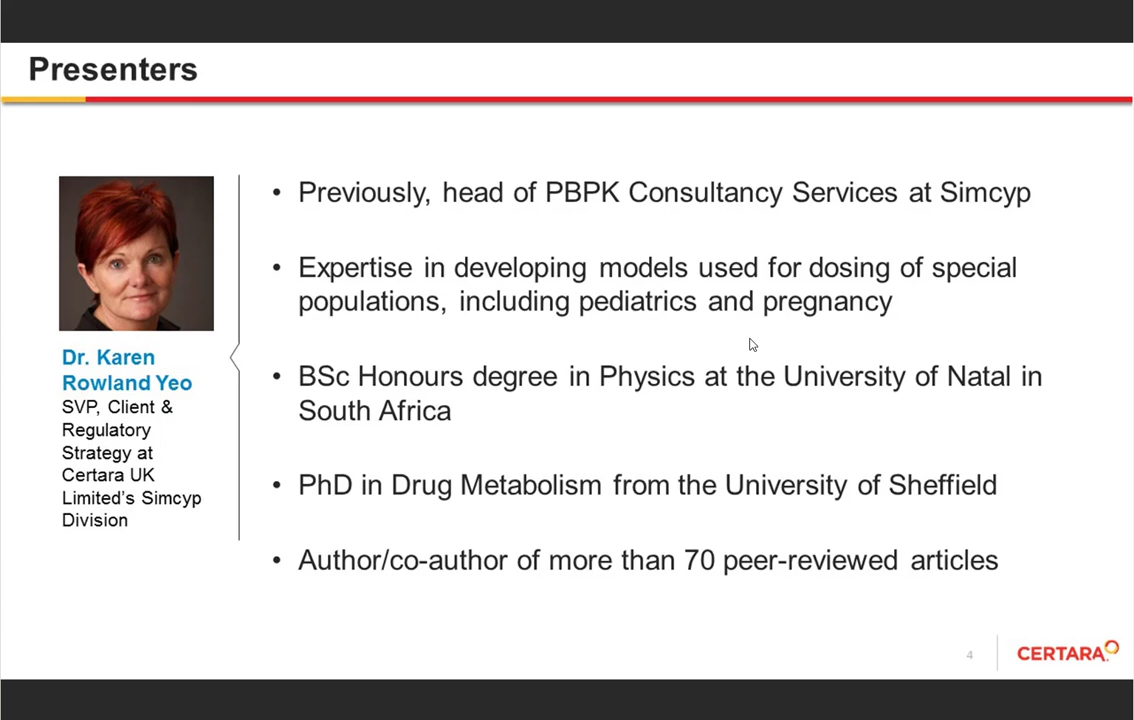 Presenters
Dr. Karen
Rowland Yeo
SVP, Client &
Regulatory
Strategy at
Certara UK
Limited’s Simcyp
Division
• Previously, head of PBPK Consultancy Services at Simcyp
• Expertise in developing models used for dosing of special
populations, including pediatrics and pregnancy
• BSc Honours degree in Physics at the University of Natal in
South Africa
• PhD in Drug Metabolism from the University of Sheffield
• Author/co-author of more than 70 peer-reviewed articles
4
CERTARA